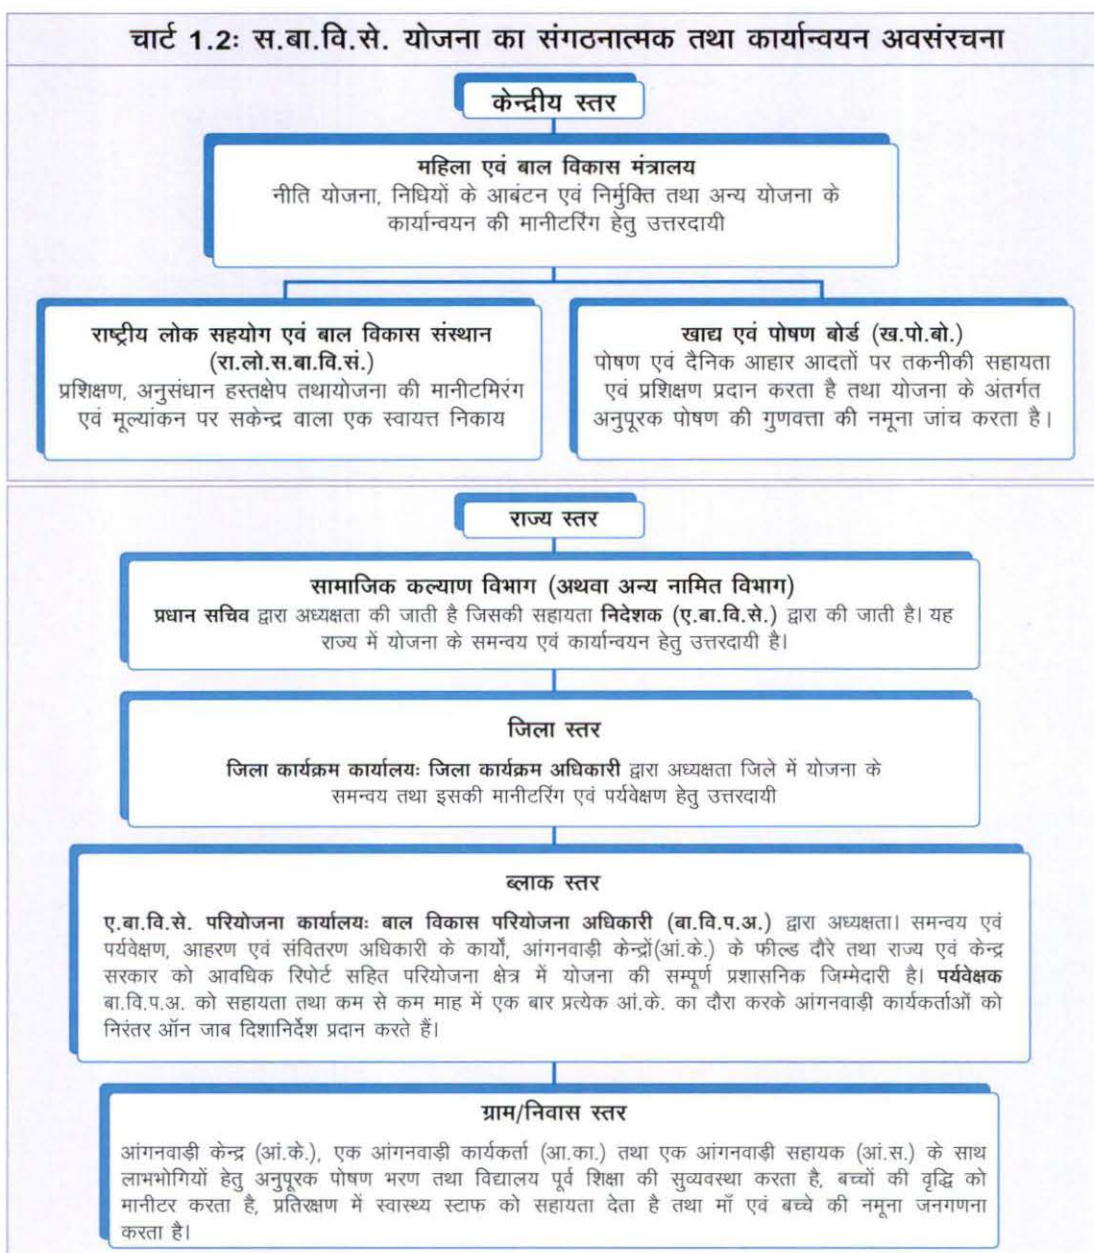 चार्ट 1.2ः स.बा.वि.से. योजना का संगठनात्मक तथा कार्यान्वयन अवसंरचना
केन्द्रीय स्तर
महिला एवं बाल विकास मंत्रालय
नीति योजना, निधियों के आबंटन एवं निर्मुक्ति तथा अन्य योजना के
कार्यान्वयन की मानीटरिंग हेतु उत्तरदायी
राष्ट्रीय लोक सहयोग एवं बाल विकास संस्थान
(रा.लो.स.बा.वि.सं.)
प्रशिक्षण, अनुसंधान हस्तक्षेप तथायोजना की मानीटमिरंग
एवं मूल्यांकन पर सकेन्द्र वाला एक स्वायत्त निकाय
खाद्य एवं पोषण बोर्ड (ख.पो.बो.)
पोषण एवं दैनिक आहार आदतों पर तकनीकी सहायता
एवं प्रशिक्षण प्रदान करता है तथा योजना के अंतर्गत
अनुपूरक पोषण की गुणवत्ता की नमूना जांच करता है।
राज्य स्तर
सामाजिक कल्याण विभाग (अथवा अन्य नामित विभाग)
प्रधान सचिव द्वारा अध्यक्षता की जाती है जिसकी सहायता निदेशक (ए.बा.वि.से.) द्वारा की जाती है। यह
राज्य में योजना के समन्वय एवं कार्यान्वयन हेतु उत्तरदायी है।
जिला स्तर
जिला कार्यक्रम कार्यालयः जिला कार्यक्रम अधिकारी द्वारा अध्यक्षता जिले में योजना के
समन्वय तथा इसकी मानीटरिंग एवं पर्यवेक्षण हेतु उत्तरदायी
ब्लाक स्तर
ए.बा.वि.से. परियोजना कार्यालयः बाल विकास परियोजना अधिकारी (बा.वि.प.अ.) द्वारा अध्यक्षता। समन्वय एवं
पर्यवेक्षण, आहरण एवं संवितरण अधिकारी के कार्यों, आंगनवाड़ी केन्द्रों(आं.के.) के फील्ड दौरे तथा राज्य एवं केन्द्र
सरकार को आवधिक रिपोर्ट सहित परियोजना क्षेत्र में योजना की सम्पूर्ण प्रशासनिक जिम्मेदारी है। पर्यवेक्षक
बा.वि.प.अ. को सहायता तथा कम से कम माह में एक बार प्रत्येक आं.के. का दौरा करके आंगनवाड़ी कार्यकर्ताओं को
निरंतर ऑन जाब दिशानिर्देश प्रदान करते हैं।
ग्राम/निवास स्तर
आंगनवाड़ी केन्द्र (आं.के.), एक आंगनवाड़ी कार्यकर्ता (आ.का.) तथा एक आंगनवाड़ी सहायक (आं.स.) के साथ
लाभभोगियों हेतु अनुपूरक पोषण भरण तथा विद्यालय पूर्व शिक्षा की सुव्यवस्था करता है, बच्चों की वृद्धि को
मानीटर करता है, प्रतिरक्षण में स्वास्थ्य स्टाफ को सहायता देता है तथा माँ एवं बच्चे की नमूना जनगणना
करता है।